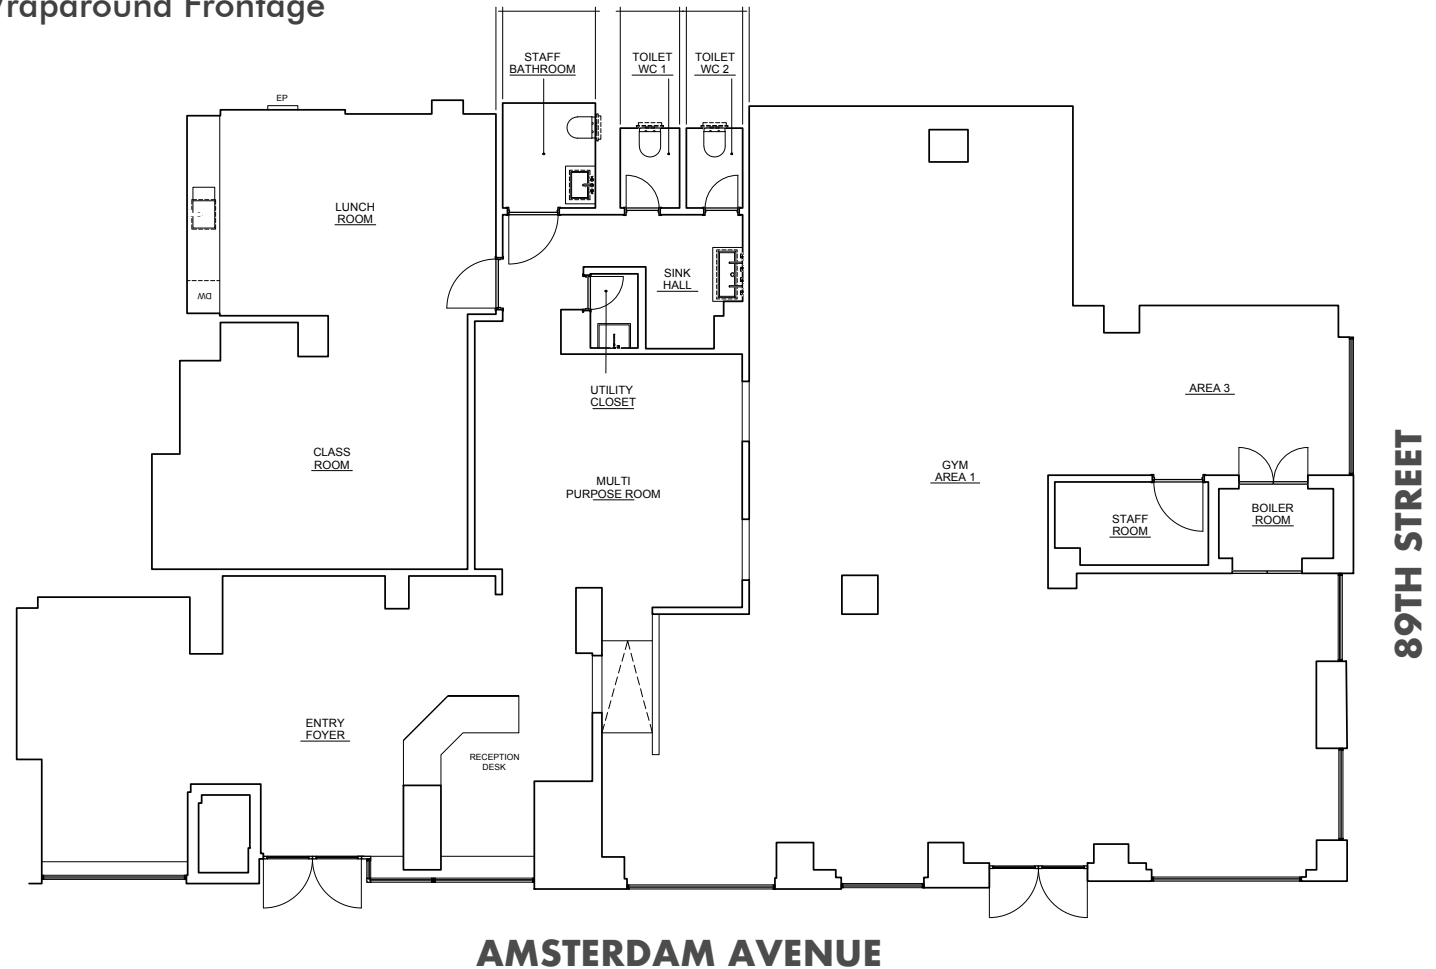 Wraparound Frontage
STAFF
BATHROOM
TOILET
WC 1
TOILET
WC 2
EP
LUNCH
ROOM
SINK
HALL
DW
UTILITY
CLOSET
AREA 3
CLASS
ROOM
GYM
AREA 1
MULTI
PURPOSE ROOM
STAFF
ROOM
BOILER
ROOM
89TH STREET
ENTRY
FOYER
RECEPTION
DESK
AMSTERDAM AVENUE